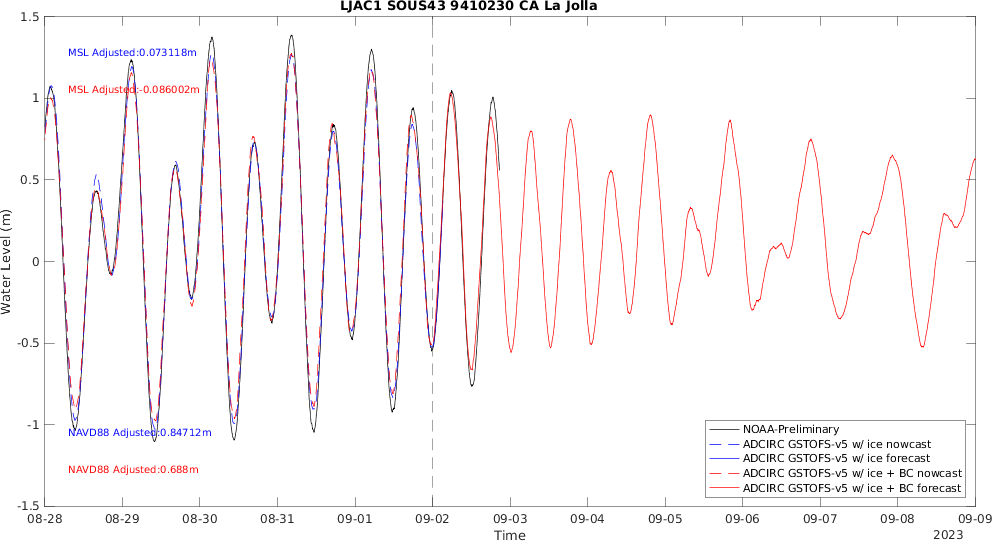 LJAC1 SOUS43 9410230 CA La Jolla
1.5
1
0.5
0
-0.5
-1
-1.5
Water Level (m)
MSL Adjusted:0.073118m
MSL Adjusted:-0.086002m
NAVD88 Adjusted:0.84712m
NAVD88 Adjusted:0.688m
NOAA-Preliminary
ADCIRC GSTOFS-v5 w/ ice nowcast
ADCIRC GSTOFS-v5 w/ ice forecast
ADCIRC GSTOFS-v5 w/ ice + BC nowcast
ADCIRC GSTOFS-v5 w/ ice + BC forecast
08-28 08-29 08-30 08-31 09-01 09-02 09-03 09-04 09-05 09-06 09-07 09-08 09-09
Time
2023